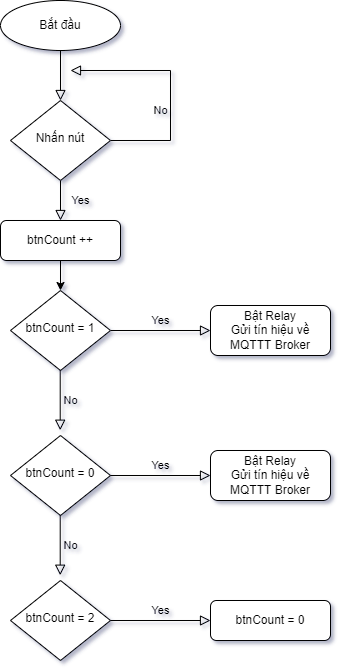 Bắt đầu
No
Nhấn nút
Yes
btnCount ++
btnCount = 1
Yes
Bật Relay
Gửi tín hiệu về
MQTTT Broker
No
btnCount = 0
Yes
Bật Relay
Gửi tín hiệu về
MQTTT Broker
No
btnCount = 2
Yes
btnCount = 0